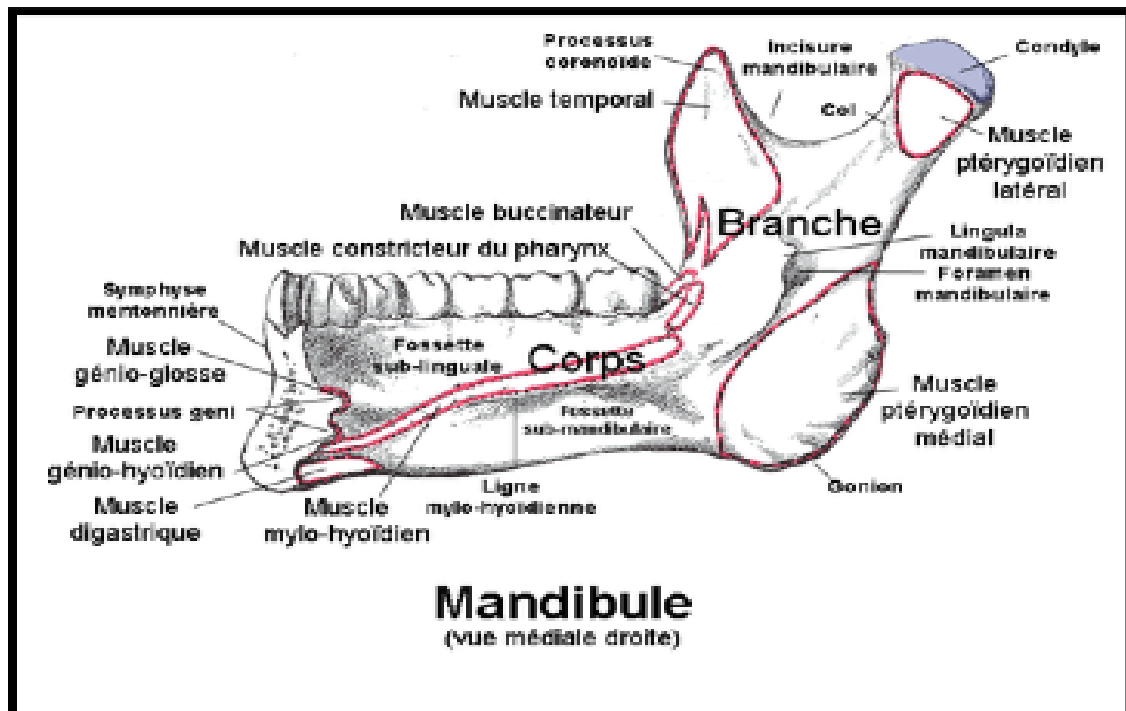 Processus
coronoïde
Incisure
mandibulaire
Condyle
Muscle temporal
Col
Muscle
ptérygoïdien
latéral
Muscle buccinateur
Branche
Muscle constricteur du pharynx
Lingula
mandibulaire
Foramen
mandibulaire
Symphyse
mentonnière
Muscle
génio-glosse
Fossette
sub-linguale
Corps
Processus geni
Fossette
sub-mandibulaire
Muscle
ptérygoïdien
médial
Muscle
génio-hyoïdien
Gonion
Ligne
mylo-hyoïdienne
Muscle
digastrique
Muscle
mylo-hyoïdien
Mandibule
(vue médiale droite)